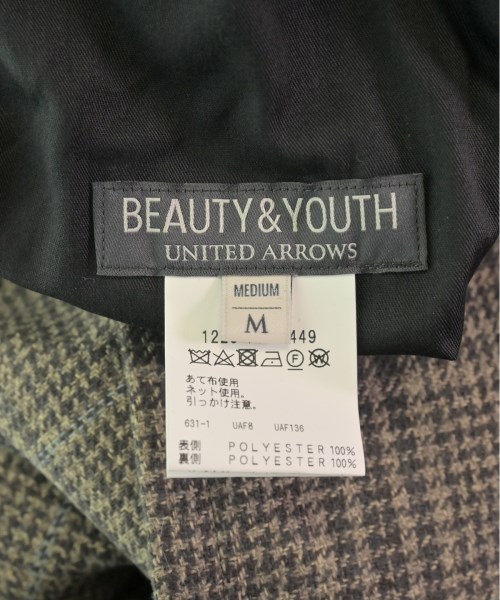 BEAUTY&YOUTH
UNITED ARROWS
MEDIUM
M
449
あて布使用
ネット使用。
引っかけ注意。
631-1 UAF8 UAF136
表側 POLYESTER 100%
裏側 POLYESTER 100%